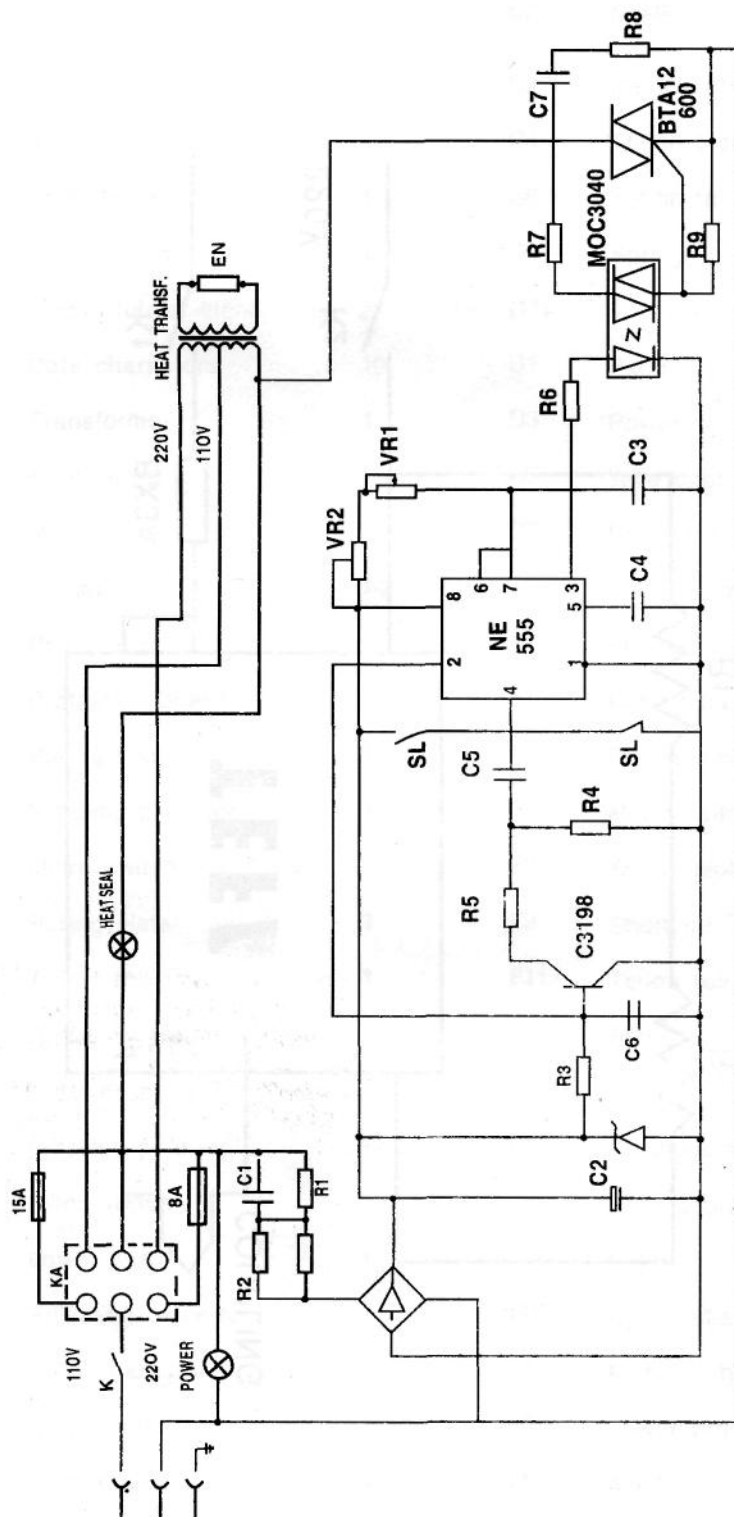 110V
K
220V
POWER
KA
15A
8A
R2
C1
R1
HEAT SEAL
220V
110V
HEAT TRAHSF.
EN
C2
R3
C6
C3198
R5
R4
C5
SL
SL
NE
555
2
8
6
7
4
1
5
3
VR2
VR1
C4
C3
R6
MOC3040
Z
R7
R9
C7
R8
BTA12
600